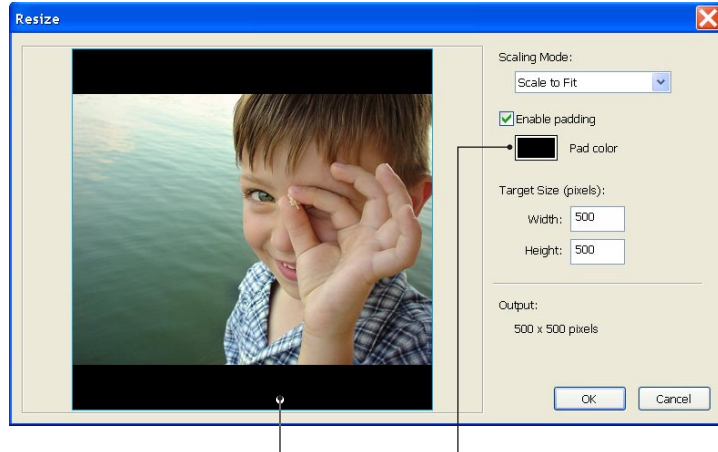 Resize
Scaling Mode:
Scale to Fit
Enable padding
Pad color
Target Size (pixels):
Width: 500
Height: 500
Output:
500 x 500 pixels
OK Cancel